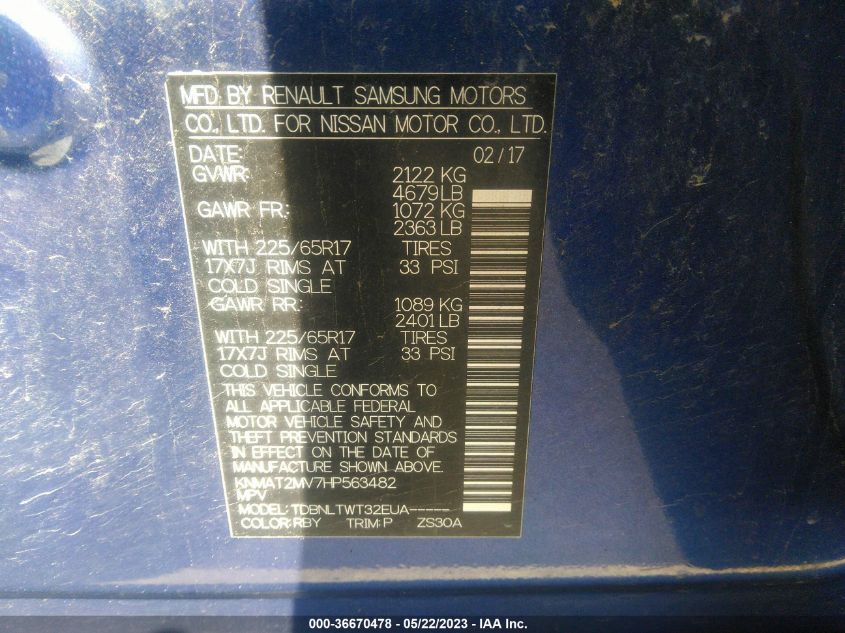 MFD BY RENAULT SAMSUNG MOTORS
CO., LTD. FOR NISSAN MOTOR CO., LTD.
DATE: 02/17
GVWR: 2122 KG
4679LB
GAWR FR.: 1072 KG
2363 LB
WITH 225/65R17 TIRES
17X7J RIMS AT 33 PSI
COLD SINGLE
GAWR RR.: 1089 KG
2401 LB
WITH 225/65R17 TIRES
17X7J RIMS AT 33 PSI
COLD SINGLE
THIS VEHICLE CONFORMS TO
ALL APPLICABLE FEDERAL
MOTOR VEHICLE SAFETY AND
THEFT PREVENTION STANDARDS
IN EFFECT ON THE DATE OF
MANUFACTURE SHOWN ABOVE.
KNMAT2MV7HP563482
MPV
MODEL: TDBNLTWT32EUA-----
COLOR:RBY TRIM:P ZS30A
000-36670478 - 05/22/2023 - IAA Inc.